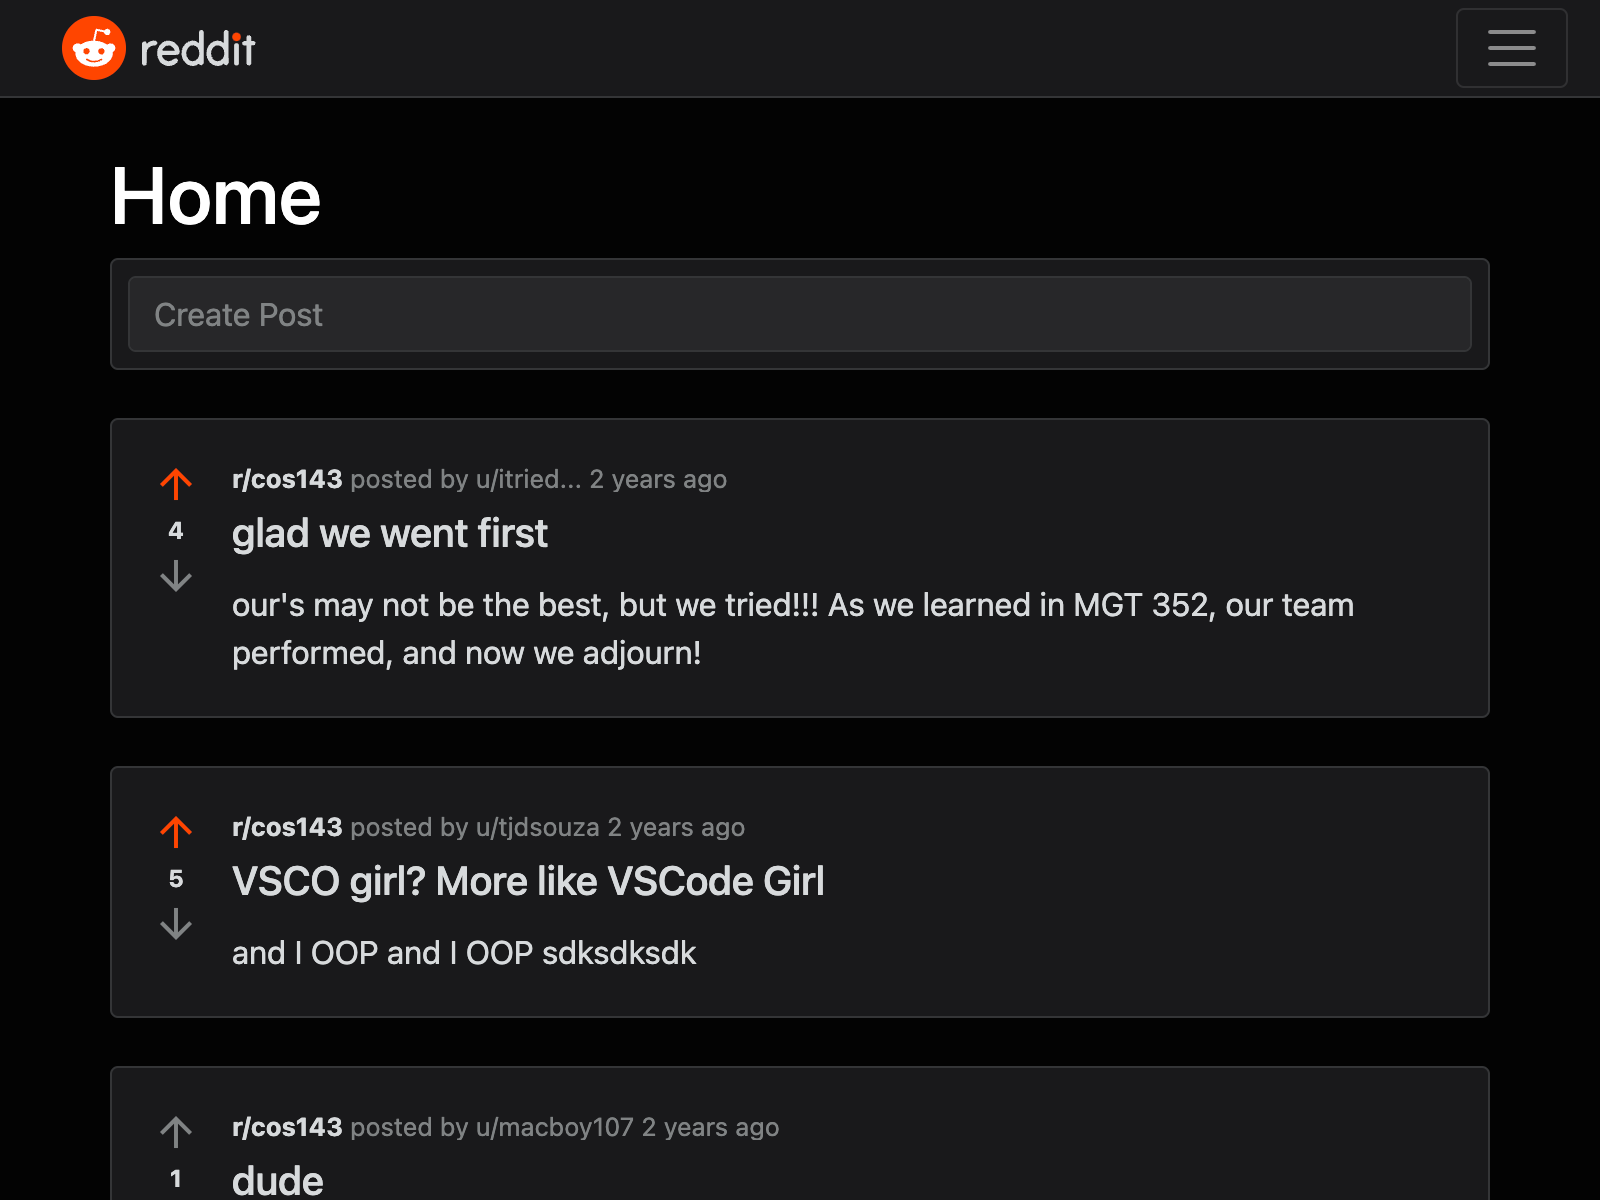 reddit
Home
Create Post
r/cos143 posted by u/itried... 2 years ago
4
glad we went first
our's may not be the best, but we tried!!! As we learned in MGT 352, our team
performed, and now we adjourn!
r/cos143 posted by u/tjdsouza 2 years ago
5
VSCO girl? More like VSCode Girl
and I OOP and I OOP sdksdksdk
r/cos143 posted by u/macboy107 2 years ago
1
dude